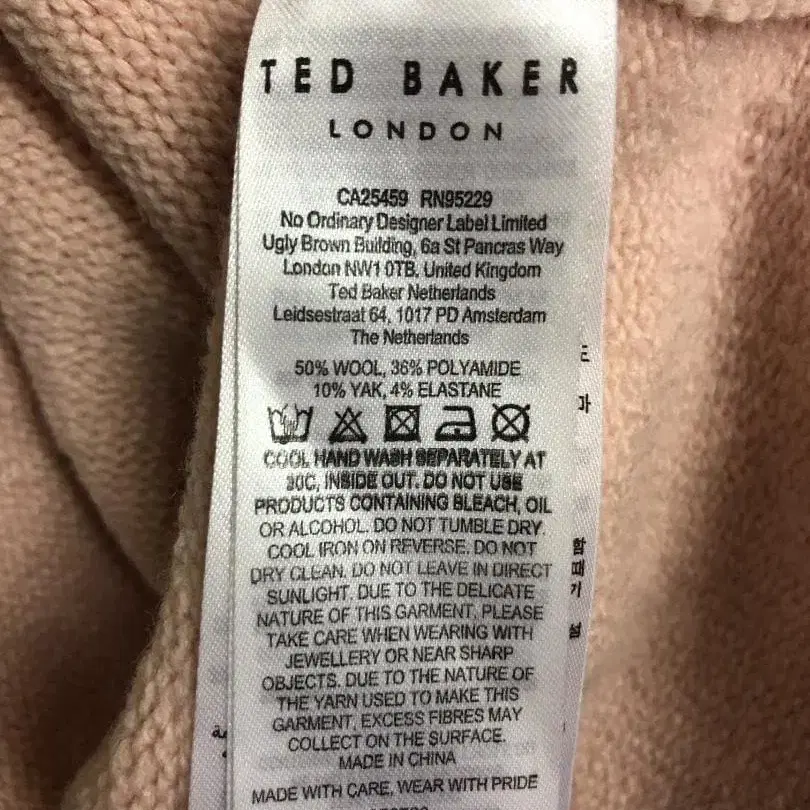 TED BAKER
LONDON
CA25459 RN95229
No Ordinary Designer Label Limited
Ugly Brown Building, 6a St Pancras Way
London NW1 0TB. United Kingdom
Ted Baker Netherlands
Leidsestraat 64, 1017 PD Amsterdam
The Netherlands
50% WOOL, 36% POLYAMIDE
10% YAK, 4% ELASTANE
COOL HAND WASH SEPARATELY AT
30C, INSIDE OUT. DO NOT USE
PRODUCTS CONTAINING BLEACH, OIL
OR ALCOHOL. DO NOT TUMBLE DRY.
COOL IRON ON REVERSE. DO NOT
DRY CLEAN. DO NOT LEAVE IN DIRECT
SUNLIGHT. DUE TO THE DELICATE
NATURE OF THIS GARMENT, PLEASE
TAKE CARE WHEN WEARING WITH
JEWELLERY OR NEAR SHARP
OBJECTS. DUE TO THE NATURE OF
THE YARN USED TO MAKE THIS
GARMENT, EXCESS FIBRES MAY
COLLECT ON THE SURFACE.
MADE IN CHINA
MADE WITH CARE, WEAR WITH PRIDE